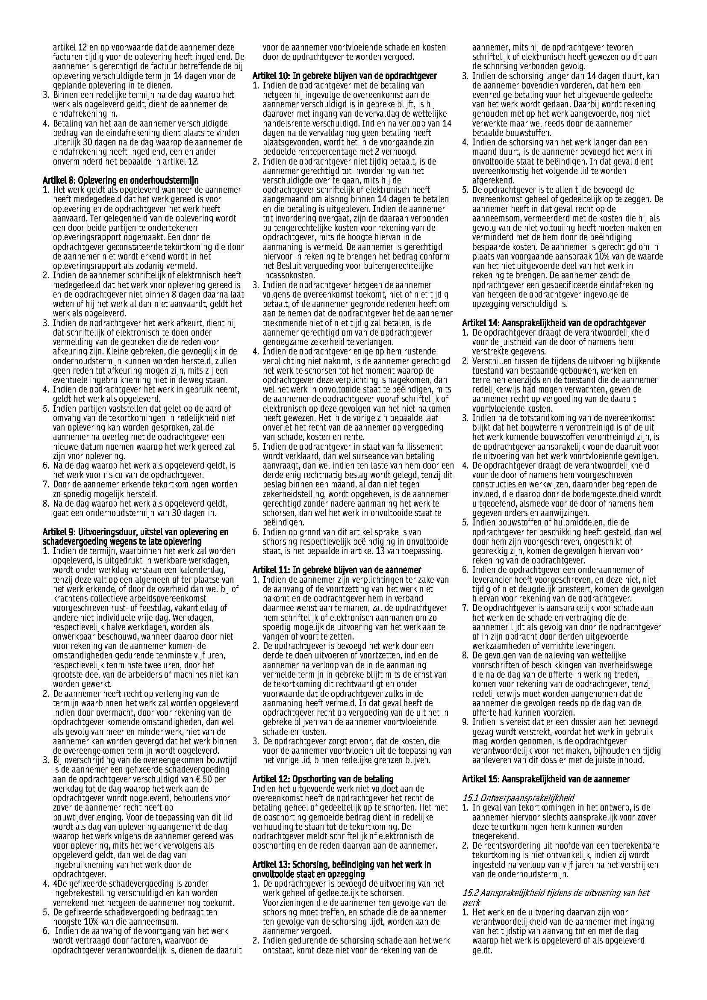 artikel 12 en op voorwaarde dat de aannemer deze
facturen tijdig voor de oplevering heeft ingediend. De
aannemer is gerechtigd de factuur betreffende de bij
oplevering verschuldigde termijn 14 dagen voor de
geplande oplevering in te dienen.
3. Binnen een redelijke termijn na de dag waarop het
werk als opgeleverd geldt, dient de aannemer de
eindafrekening in.
4. Betaling van het aan de aannemer verschuldigde
bedrag van de eindafrekening dient plaats te vinden
uiterlijk 30 dagen na de dag waarop de aannemer de
eindafrekening heeft ingediend, een en ander
onverminderd het bepaalde in artikel 12.
Artikel 8: Oplevering en onderhoudstermijn
1. Het werk geldt als opgeleverd wanneer de aannemer
heeft medegedeeld dat het werk gereed is voor
oplevering en de opdrachtgever het werk heeft
aanvaard. Ter gelegenheid van de oplevering wordt
een door beide partijen te ondertekenen
opleveringsrapport opgemaakt. Een door de
opdrachtgever geconstateerde tekortkoming die door
de aannemer niet wordt erkend wordt in het
opleveringsrapport als zodanig vermeld.
2. Indien de aannemer schriftelijk of elektronisch heeft
medegedeeld dat het werk voor oplevering gereed is
en de opdrachtgever niet binnen 8 dagen daarna laat
weten of hij het werk al dan niet aanvaardt, geldt het
werk als opgeleverd.
3. Indien de opdrachtgever het werk afkeurt, dient hij
dat schriftelijk of elektronisch te doen onder
vermelding van de gebreken die de reden voor
afkeuring zijn. Kleine gebreken, die gevoeglijk in de
onderhoudstermijn kunnen worden hersteld, zullen
geen reden tot afkeuring mogen zijn, mits zij een
eventuele ingebruikneming niet in de weg staan.
4. Indien de opdrachtgever het werk in gebruik neemt,
geldt het werk als opgeleverd.
5. Indien partijen vaststellen dat gelet op de aard of
omvang van de tekortkomingen in redelijkheid niet
van oplevering kan worden gesproken, zal de
aannemer na overleg met de opdrachtgever een
nieuwe datum noemen waarop het werk gereed zal
zijn voor oplevering.
6. Na de dag waarop het werk als opgeleverd geldt, is
het werk voor risico van de opdrachtgever.
7. Door de aannemer erkende tekortkomingen worden
zo spoedig mogelijk hersteld.
8. Na de dag waarop het werk als opgeleverd geldt,
gaat een onderhoudstermijn van 30 dagen in.
Artikel 9: Uitvoeringsduur, uitstel van oplevering en
schadevergoeding wegens te late oplevering
1. Indien de termijn, waarbinnen het werk zal worden
opgeleverd, is uitgedrukt in werkbare werkdagen,
wordt onder werkdag verstaan een kalenderdag,
tenzij deze valt op een algemeen of ter plaatse van
het werk erkende, of door de overheid dan wel bij of
krachtens collectieve arbeidsovereenkomst
voorgeschreven rust- of feestdag, vakantiedag of
andere niet individuele vrije dag. Werkdagen,
respectievelijk halve werkdagen, worden als
onwerkbaar beschouwd, wanneer daarop door niet
voor rekening van de aannemer komen- de
omstandigheden gedurende tenminste vijf uren,
respectievelijk tenminste twee uren, door het
grootste deel van de arbeiders of machines niet kan
worden gewerkt.
2. De aannemer heeft recht op verlenging van de
termijn waarbinnen het werk zal worden opgeleverd
indien door overmacht, door voor rekening van de
opdrachtgever komende omstandigheden, dan wel
als gevolg van meer en minder werk, niet van de
aannemer kan worden gevergd dat het werk binnen
de overeengekomen termijn wordt opgeleverd.
3. Bij overschrijding van de overeengekomen bouwtijd
is de aannemer een gefixeerde schadevergoeding
aan de opdrachtgever verschuldigd van € 50 per
werkdag tot de dag waarop het werk aan de
opdrachtgever wordt opgeleverd, behoudens voor
zover de aannemer recht heeft op
bouwtijdverlenging. Voor de toepassing van dit lid
wordt als dag van oplevering aangemerkt de dag
waarop het werk volgens de aannemer gereed was
voor oplevering, mits het werk vervolgens als
opgeleverd geldt, dan wel de dag van
ingebruikneming van het werk door de
opdrachtgever.
4. 4De gefixeerde schadevergoeding is zonder
ingebrekestelling verschuldigd en kan worden
verrekend met hetgeen de aannemer nog toekomt.
5. De gefixeerde schadevergoeding bedraagt ten
hoogste 10% van die aanneemsom.
6. Indien de aanvang of de voortgang van het werk
wordt vertraagd door factoren, waarvoor de
opdrachtgever verantwoordelijk is, dienen de daaruit
voor de aannemer voortvloeiende schade en kosten
door de opdrachtgever te worden vergoed.
Artikel 10: In gebreke blijven van de opdrachtgever
1. Indien de opdrachtgever met de betaling van
hetgeen hij ingevolge de overeenkomst aan de
aannemer verschuldigd is in gebreke blijft, is hij
daarover met ingang van de vervaldag de wettelijke
handelsrente verschuldigd. Indien na verloop van 14
dagen na de vervaldag nog geen betaling heeft
plaatsgevonden, wordt het in de voorgaande zin
bedoelde rentepercentage met 2 verhoogd.
2. Indien de opdrachtgever niet tijdig betaalt, is de
aannemer gerechtigd tot invordering van het
verschuldigde over te gaan, mits hij de
opdrachtgever schriftelijk of elektronisch heeft
aangemaand om alsnog binnen 14 dagen te betalen
en die betaling is uitgebleven. Indien de aannemer
tot invordering overgaat, zijn de daaraan verbonden
buitengerechtelijke kosten voor rekening van de
opdrachtgever, mits de hoogte hiervan in de
aanmaning is vermeld. De aannemer is gerechtigd
hiervoor in rekening te brengen het bedrag conform
het Besluit vergoeding voor buitengerechtelijke
incassokosten.
3. Indien de opdrachtgever hetgeen de aannemer
volgens de overeenkomst toekomt, niet of niet tijdig
betaalt, of de aannemer gegronde redenen heeft om
aan te nemen dat de opdrachtgever het de aannemer
toekomende niet of niet tijdig zal betalen, is de
aannemer gerechtigd om van de opdrachtgever
genoegzame zekerheid te verlangen.
4. Indien de opdrachtgever enige op hem rustende
verplichting niet nakomt, is de aannemer gerechtigd
het werk te schorsen tot het moment waarop de
opdrachtgever deze verplichting is nagekomen, dan
wel het werk in onvoltooide staat te beëindigen, mits
de aannemer de opdrachtgever vooraf schriftelijk of
elektronisch op deze gevolgen van het niet-nakomen
heeft gewezen. Het in de vorige zin bepaalde laat
onverlet het recht van de aannemer op vergoeding
van schade, kosten en rente.
5. Indien de opdrachtgever in staat van faillissement
wordt verklaard, dan wel surseance van betaling
aanvraagt, dan wel indien ten laste van hem door een
derde enig rechtmatig beslag wordt gelegd, tenzij dit
beslag binnen een maand, al dan niet tegen
zekerheidstelling, wordt opgeheven, is de aannemer
gerechtigd zonder nadere aanmaning het werk te
schorsen, dan wel het werk in onvoltooide staat te
beëindigen.
6. Indien op grond van dit artikel sprake is van
schorsing respectievelijk beëindiging in onvoltooide
staat, is het bepaalde in artikel 13 van toepassing.
Artikel 11: In gebreke blijven van de aannemer
1. Indien de aannemer zijn verplichtingen ter zake van
de aanvang of de voortzetting van het werk niet
nakomt en de opdrachtgever hem in verband
daarmee wenst aan te manen, zal de opdrachtgever
hem schriftelijk of elektronisch aanmanen om zo
spoedig mogelijk de uitvoering van het werk aan te
vangen of voort te zetten.
2. De opdrachtgever is bevoegd het werk door een
derde te doen uitvoeren of voortzetten, indien de
aannemer na verloop van de in de aanmaning
vermelde termijn in gebreke blijft mits de ernst van
de tekortkoming dit rechtvaardigt en onder
voorwaarde dat de opdrachtgever zulks in de
aanmaning heeft vermeld. In dat geval heeft de
opdrachtgever recht op vergoeding van de uit het in
gebreke blijven van de aannemer voortvloeiende
schade en kosten.
3. De opdrachtgever zorgt ervoor, dat de kosten, die
voor de aannemer voortvloeien uit de toepassing van
het vorige lid, binnen redelijke grenzen blijven.
Artikel 12: Opschorting van de betaling
Indien het uitgevoerde werk niet voldoet aan de
overeenkomst heeft de opdrachtgever het recht de
betaling geheel of gedeeltelijk op te schorten. Het met
de opschorting gemoeide bedrag dient in redelijke
verhouding te staan tot de tekortkoming. De
opdrachtgever meldt schriftelijk of elektronisch de
opschorting en de reden daarvan aan de aannemer.
Artikel 13: Schorsing, beëindiging van het werk in
onvoltooide staat en opzegging
1. De opdrachtgever is bevoegd de uitvoering van het
werk geheel of gedeeltelijk te schorsen.
Voorzieningen die de aannemer ten gevolge van de
schorsing moet treffen, en schade die de aannemer
ten gevolge van de schorsing lijdt, worden aan de
aannemer vergoed.
2. Indien gedurende de schorsing schade aan het werk
ontstaat, komt deze niet voor de rekening van de
aannemer, mits hij de opdrachtgever tevoren
schriftelijk of elektronisch heeft gewezen op dit aan
de schorsing verbonden gevolg.
3. Indien de schorsing langer dan 14 dagen duurt, kan
de aannemer bovendien vorderen, dat hem een
evenredige betaling voor het uitgevoerde gedeelte
van het werk wordt gedaan. Daarbij wordt rekening
gehouden met op het werk aangevoerde, nog niet
verwerkte maar wel reeds door de aannemer
betaalde bouwstoffen.
4. Indien de schorsing van het werk langer dan een
maand duurt, is de aannemer bevoegd het werk in
onvoltooide staat te beëindigen. In dat geval dient
overeenkomstig het volgende lid te worden
afgerekend.
5. De opdrachtgever is te allen tijde bevoegd de
overeenkomst geheel of gedeeltelijk op te zeggen. De
aannemer heeft in dat geval recht op de
aanneemsom, vermeerderd met de kosten die hij als
gevolg van de niet voltooiing heeft moeten maken en
verminderd met de hem door de beëindiging
bespaarde kosten. De aannemer is gerechtigd om in
plaats van voorgaande aanspraak 10% van de waarde
van het niet uitgevoerde deel van het werk in
rekening te brengen. De aannemer zendt de
opdrachtgever een gespecificeerde eindafrekening
van hetgeen de opdrachtgever ingevolge de
opzegging verschuldigd is.
Artikel 14: Aansprakelijkheid van de opdrachtgever
1. De opdrachtgever draagt de verantwoordelijkheid
voor de juistheid van de door of namens hem
verstrekte gegevens.
2. Verschillen tussen de tijdens de uitvoering blijkende
toestand van bestaande gebouwen, werken en
terreinen enerzijds en de toestand die de aannemer
redelijkerwijs had mogen verwachten, geven de
aannemer recht op vergoeding van de daaruit
voortvloeiende kosten.
3. Indien na de totstandkoming van de overeenkomst
blijkt dat het bouwterrein verontreinigd is of de uit
het werk komende bouwstoffen verontreinigd zijn, is
de opdrachtgever aansprakelijk voor de daaruit voor
de uitvoering van het werk voortvloeiende gevolgen.
4. De opdrachtgever draagt de verantwoordelijkheid
voor de door of namens hem voorgeschreven
constructies en werkwijzen, daaronder begrepen de
invloed, die daarop door de bodemgesteldheid wordt
uitgeoefend, alsmede voor de door of namens hem
gegeven orders en aanwijzingen.
5. Indien bouwstoffen of hulpmiddelen, die de
opdrachtgever ter beschikking heeft gesteld, dan wel
door hem zijn voorgeschreven, ongeschikt of
gebrekkig zijn, komen de gevolgen hiervan voor
rekening van de opdrachtgever.
6. Indien de opdrachtgever een onderaannemer of
leverancier heeft voorgeschreven, en deze niet, niet
tijdig of niet deugdelijk presteert, komen de gevolgen
hiervan voor rekening van de opdrachtgever.
7. De opdrachtgever is aansprakelijk voor schade aan
het werk en de schade en vertraging die de
aannemer lijdt als gevolg van door de opdrachtgever
of in zijn opdracht door derden uitgevoerde
werkzaamheden of verrichte leveringen.
8. De gevolgen van de naleving van wettelijke
voorschriften of beschikkingen van overheidswege
die na de dag van de offerte in werking treden,
komen voor rekening van de opdrachtgever, tenzij
redelijkerwijs moet worden aangenomen dat de
aannemer die gevolgen reeds op de dag van de
offerte had kunnen voorzien.
9. Indien is vereist dat er een dossier aan het bevoegd
gezag wordt verstrekt, voordat het werk in gebruik
mag worden genomen, is de opdrachtgever
verantwoordelijk voor het maken, bijhouden en tijdig
aanleveren van dit dossier met de juiste inhoud.
Artikel 15: Aansprakelijkheid van de aannemer
15.1 Ontwerpaansprakelijkheid
1. In geval van tekortkomingen in het ontwerp, is de
aannemer hiervoor slechts aansprakelijk voor zover
deze tekortkomingen hem kunnen worden
toegerekend.
2. De rechtsvordering uit hoofde van een toerekenbare
tekortkoming is niet ontvankelijk, indien zij wordt
ingesteld na verloop van vijf jaren na het verstrijken
van de onderhoudstermijn.
15.2 Aansprakelijkheid tijdens de uitvoering van het
werk
1. Het werk en de uitvoering daarvan zijn voor
verantwoordelijkheid van de aannemer met ingang
van het tijdstip van aanvang tot en met de dag
waarop het werk is opgeleverd of als opgeleverd
geldt.